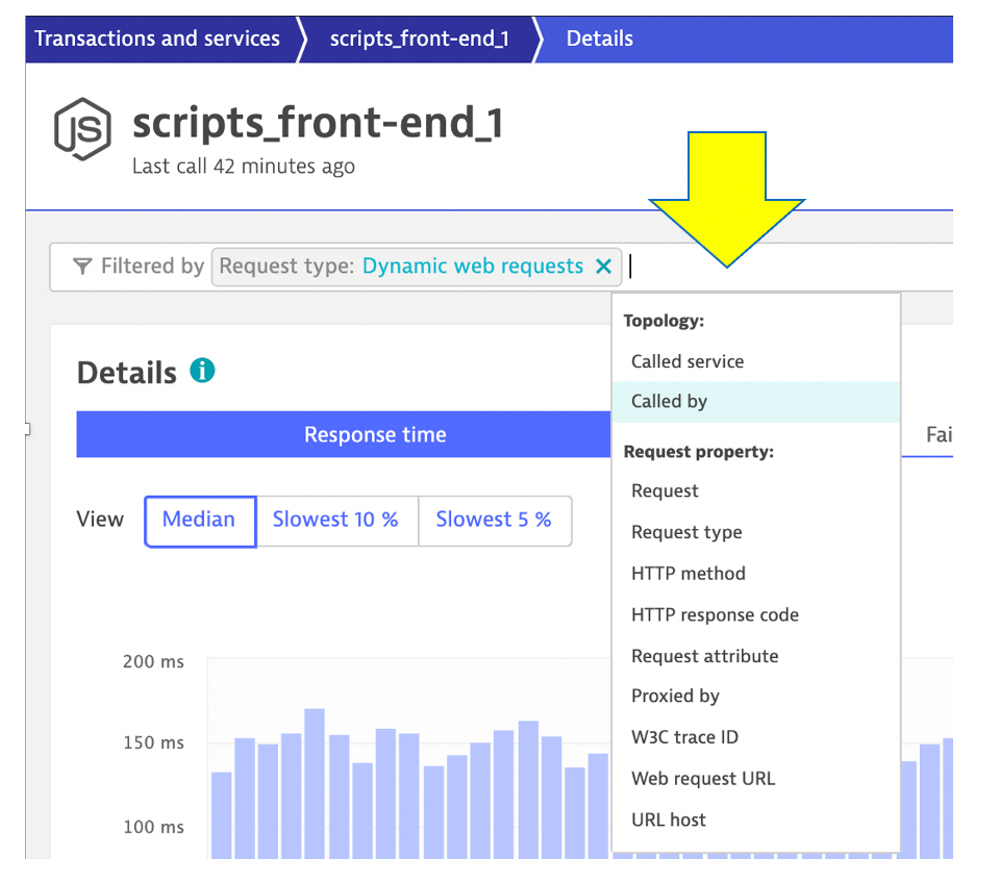 Transactions and services scripts_front-end_1 Details
JS
scripts_front-end_1
Last call 42 minutes ago
Filtered by Request type: Dynamic web requests
Topology:
Called service
Called by
Request property:
Request
Request type
HTTP method
HTTP response code
Request attribute
Proxied by
W3C trace ID
Web request URL
URL host
Details
Response time
Fai
View Median Slowest 10 % Slowest 5 %
200 ms
150 ms
100 ms